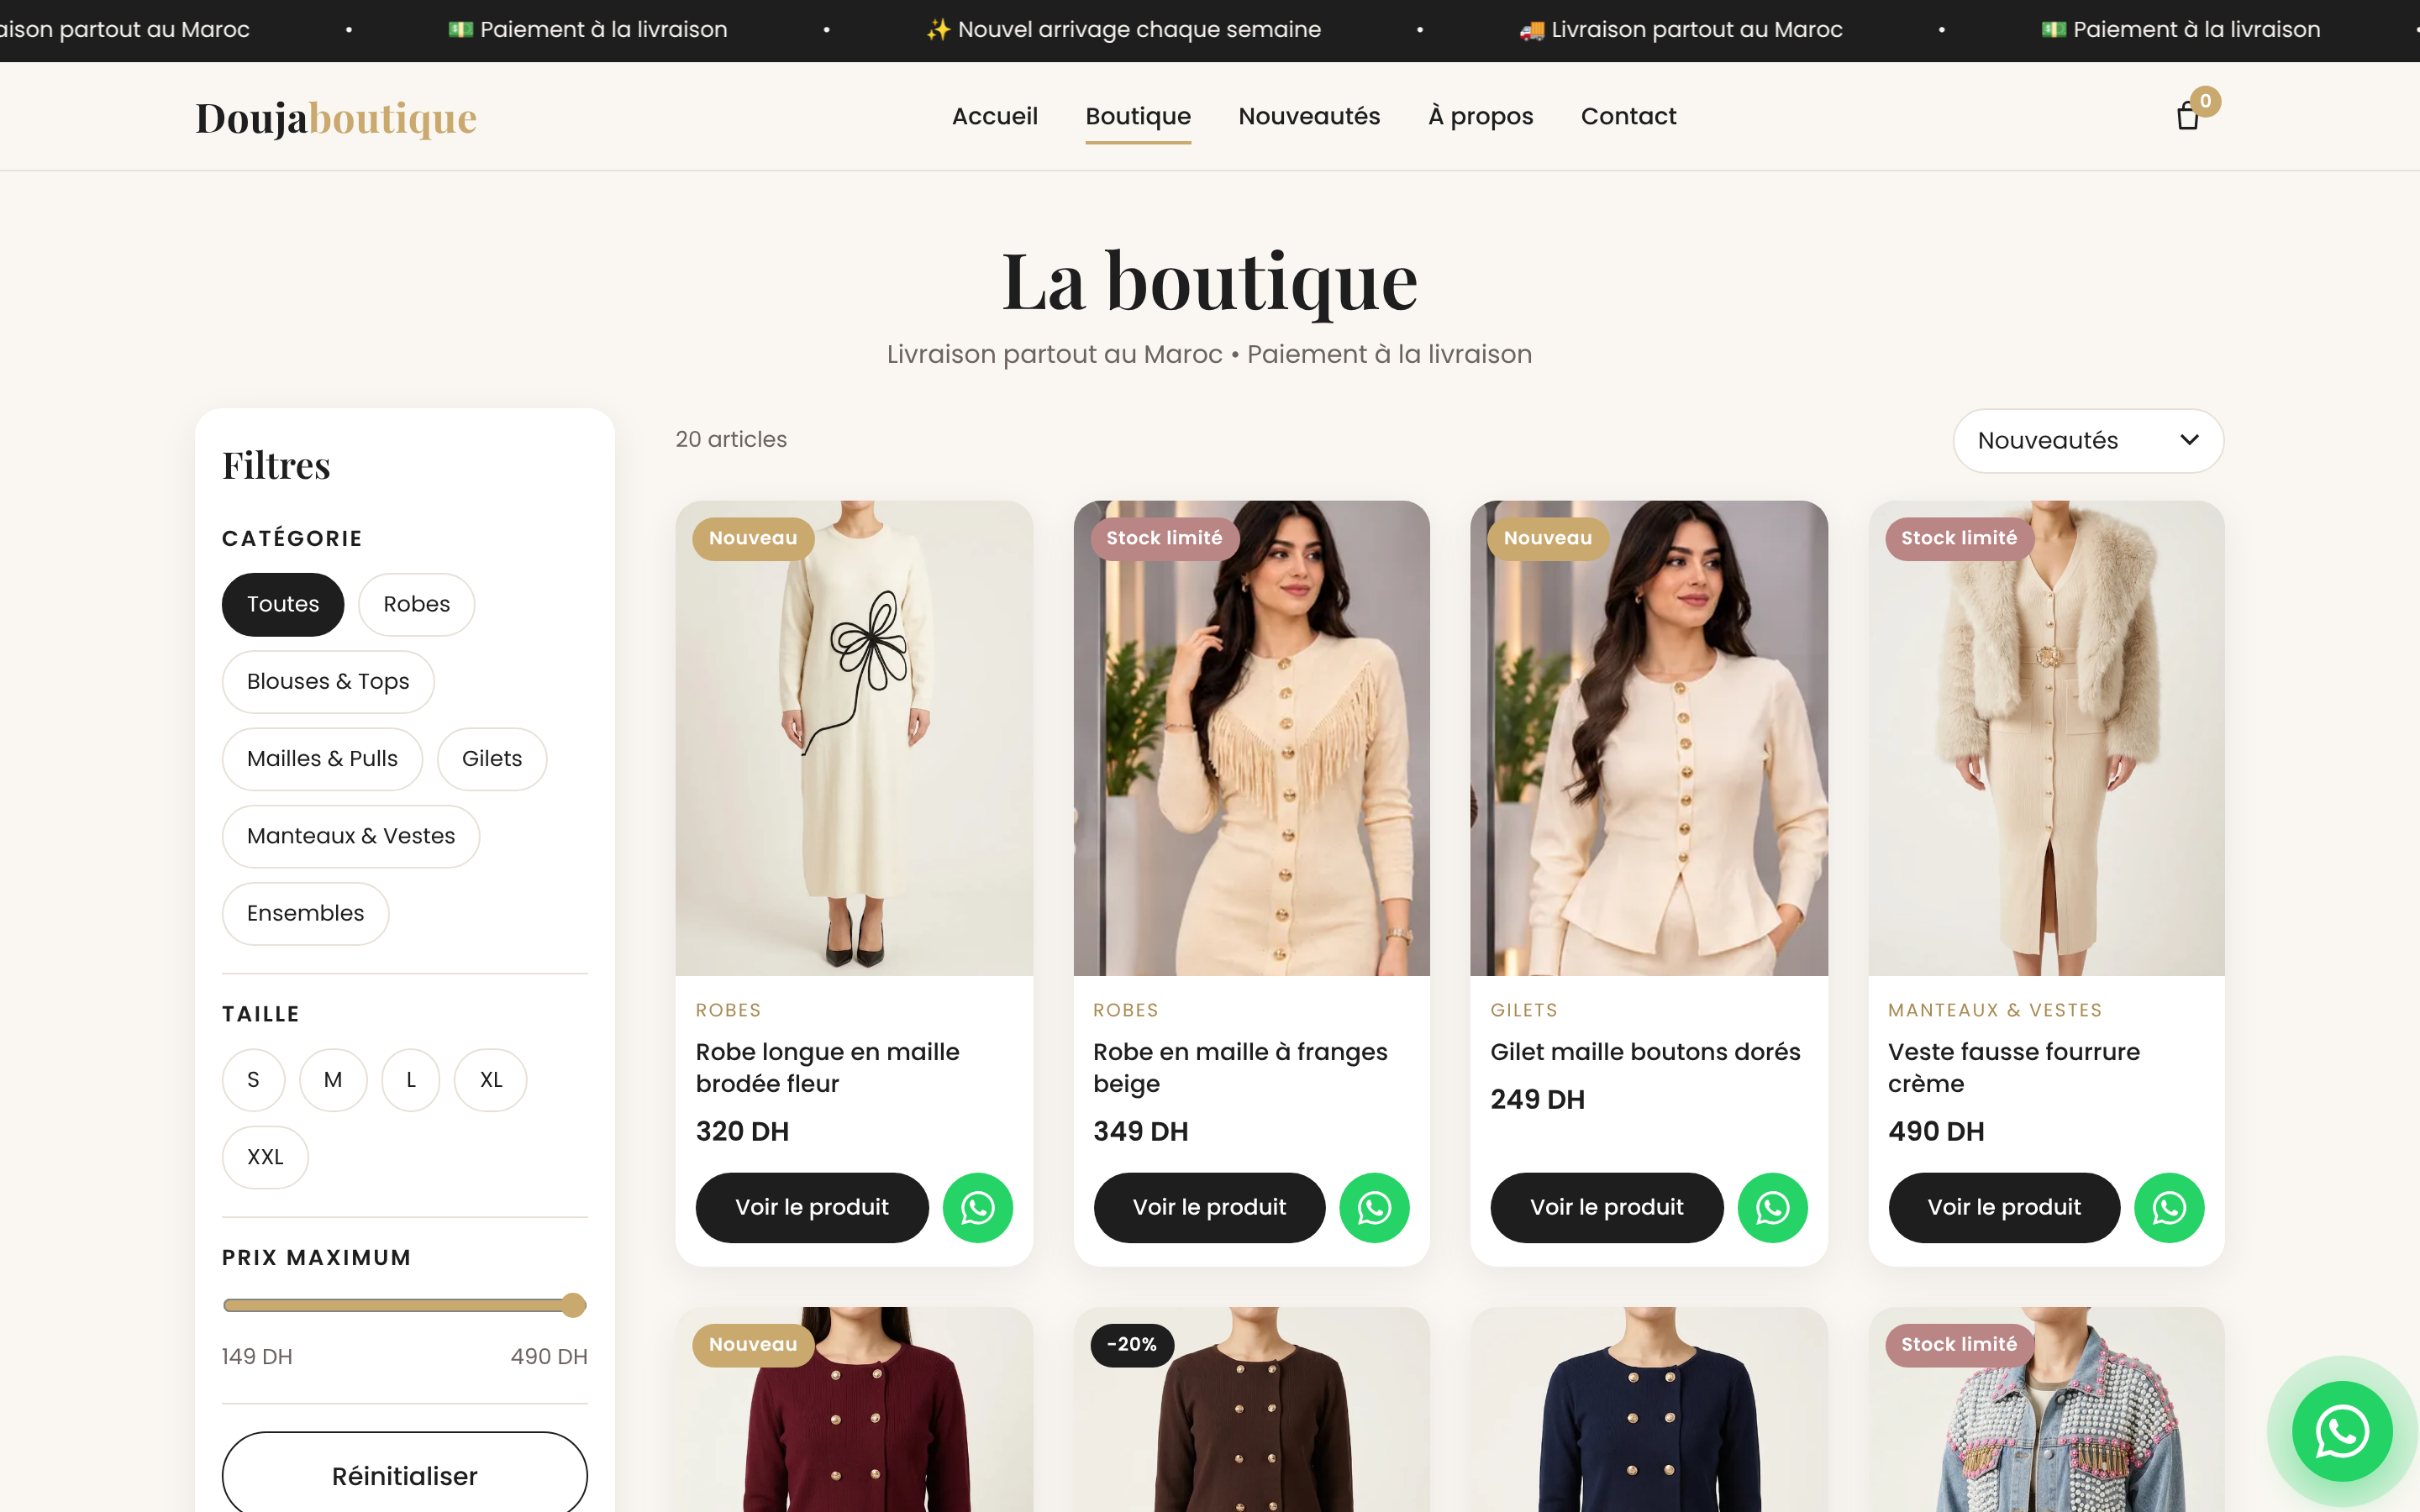 aison partout au Maroc • 💵 Paiement à la livraison • ✨ Nouvel arrivage chaque semaine • 🚚 Livraison partout au Maroc • 💵 Paiement à la livraison
Doujaboutique
Accueil Boutique Nouveautés À propos Contact
0
La boutique
Livraison partout au Maroc • Paiement à la livraison
Filtres
CATÉGORIE
Toutes Robes
Blouses & Tops
Mailles & Pulls Gilets
Manteaux & Vestes
Ensembles
TAILLE
S M L XL
XXL
PRIX MAXIMUM
149 DH 490 DH
Réinitialiser
20 articles
Nouveautés
Nouveau
ROBES
Robe longue en maille
brodée fleur
320 DH
Voir le produit
Stock limité
ROBES
Robe en maille à franges
beige
349 DH
Voir le produit
Nouveau
GILETS
Gilet maille boutons dorés
249 DH
Voir le produit
Stock limité
MANTEAUX & VESTES
Veste fausse fourrure
crème
490 DH
Voir le produit
Nouveau
-20%
Stock limité